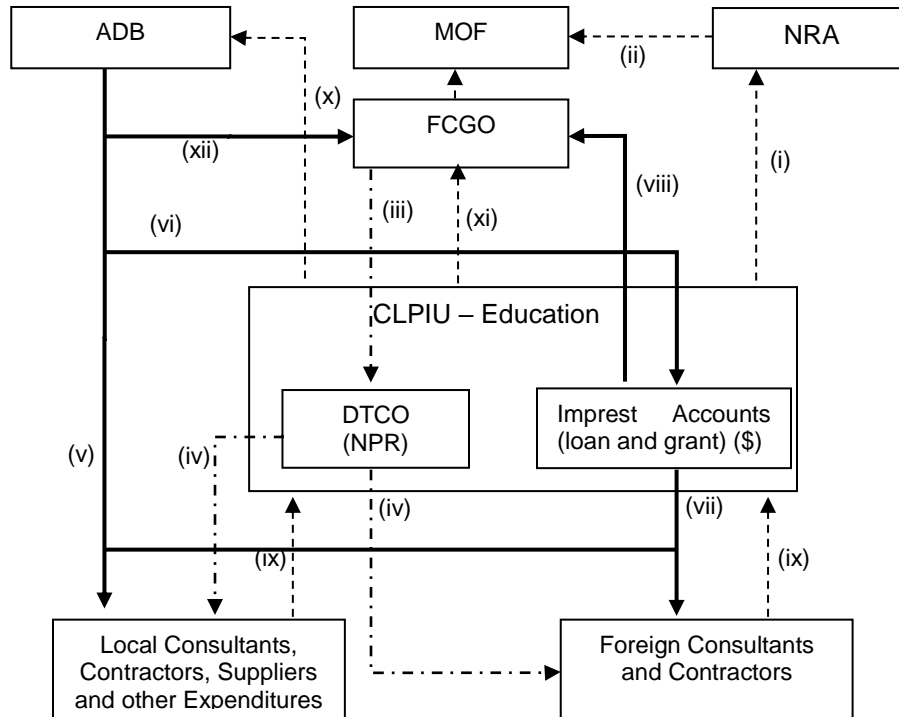 ADB
MOF
NRA
(ii)
(x)
FCGO
(xii)
(i)
(viii)
(iii)
(xi)
(vi)
CLPIU – Education
DTCO
(NPR)
Imprest Accounts
(loan and grant) ($)
(v)
(iv)
(iv)
(vii)
(ix)
(ix)
Local Consultants,
Contractors, Suppliers
and other Expenditures
Foreign Consultants
and Contractors